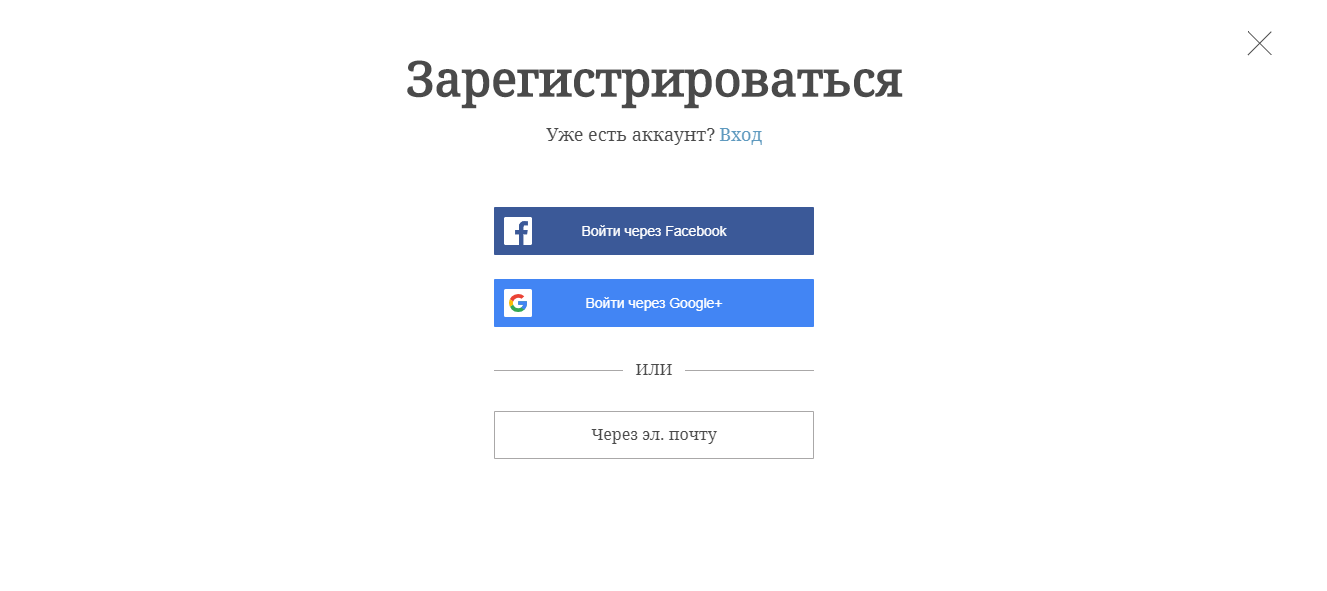 Зарегистрироваться
Уже есть аккаунт? Вход
Войти через Facebook
Войти через Google+
ИЛИ
Через эл. почту